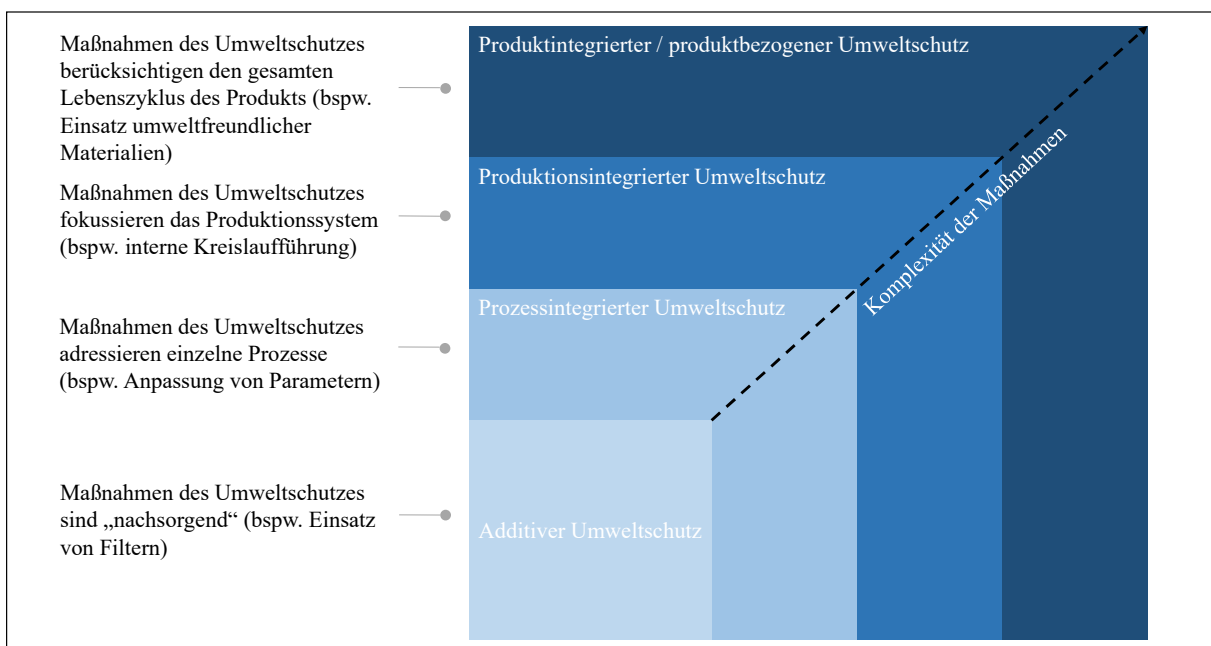 Maßnahmen des Umweltschutzes
berücksichtigen den gesamten
Lebenszyklus des Produkts (bspw.
Einsatz umweltfreundlicher
Materialien)
Produktintegrierter / produktbezogener Umweltschutz
Maßnahmen des Umweltschutzes
fokussieren das Produktionssystem
(bspw. interne Kreislaufführung)
Produktionsintegrierter Umweltschutz
Komplexität der Maßnahmen
Maßnahmen des Umweltschutzes
adressieren einzelne Prozesse
(bspw. Anpassung von Parametern)
Prozessintegrierter Umweltschutz
Maßnahmen des Umweltschutzes
sind „nachsorgend“ (bspw. Einsatz
von Filtern)
Additiver Umweltschutz